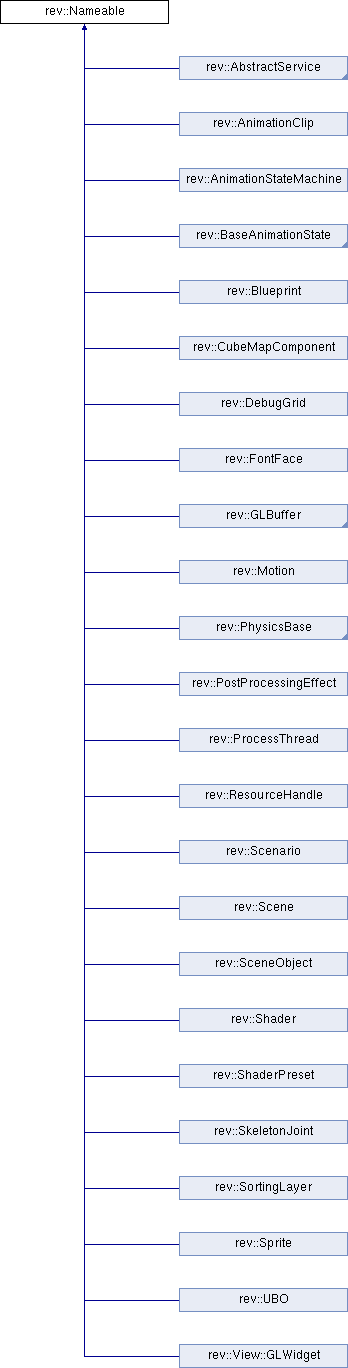 rev::Nameable
rev::AbstractService
rev::AnimationClip
rev::AnimationStateMachine
rev::BaseAnimationState
rev::Blueprint
rev::CubeMapComponent
rev::DebugGrid
rev::FontFace
rev::GLBuffer
rev::Motion
rev::PhysicsBase
rev::PostProcessingEffect
rev::ProcessThread
rev::ResourceHandle
rev::Scenario
rev::Scene
rev::SceneObject
rev::Shader
rev::ShaderPreset
rev::SkeletonJoint
rev::SortingLayer
rev::Sprite
rev::UBO
rev::View::GLWidget